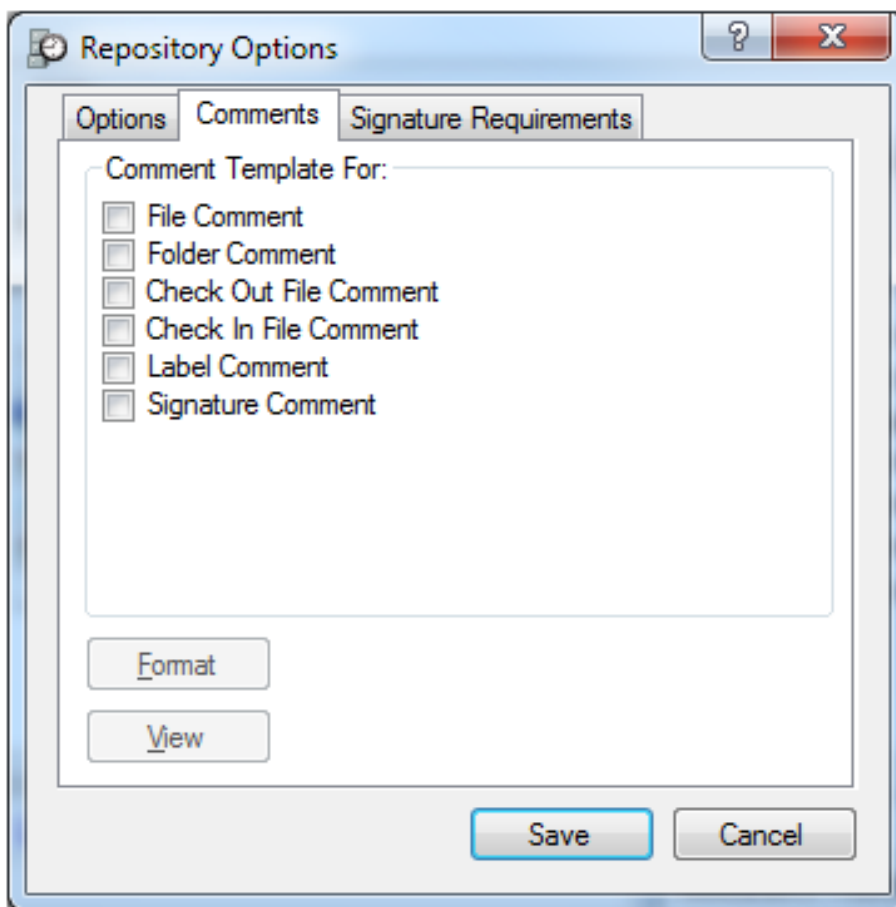 Repository Options
Options Comments Signature Requirements
Comment Template For:
File Comment
Folder Comment
Check Out File Comment
Check In File Comment
Label Comment
Signature Comment
Format
View
Save Cancel